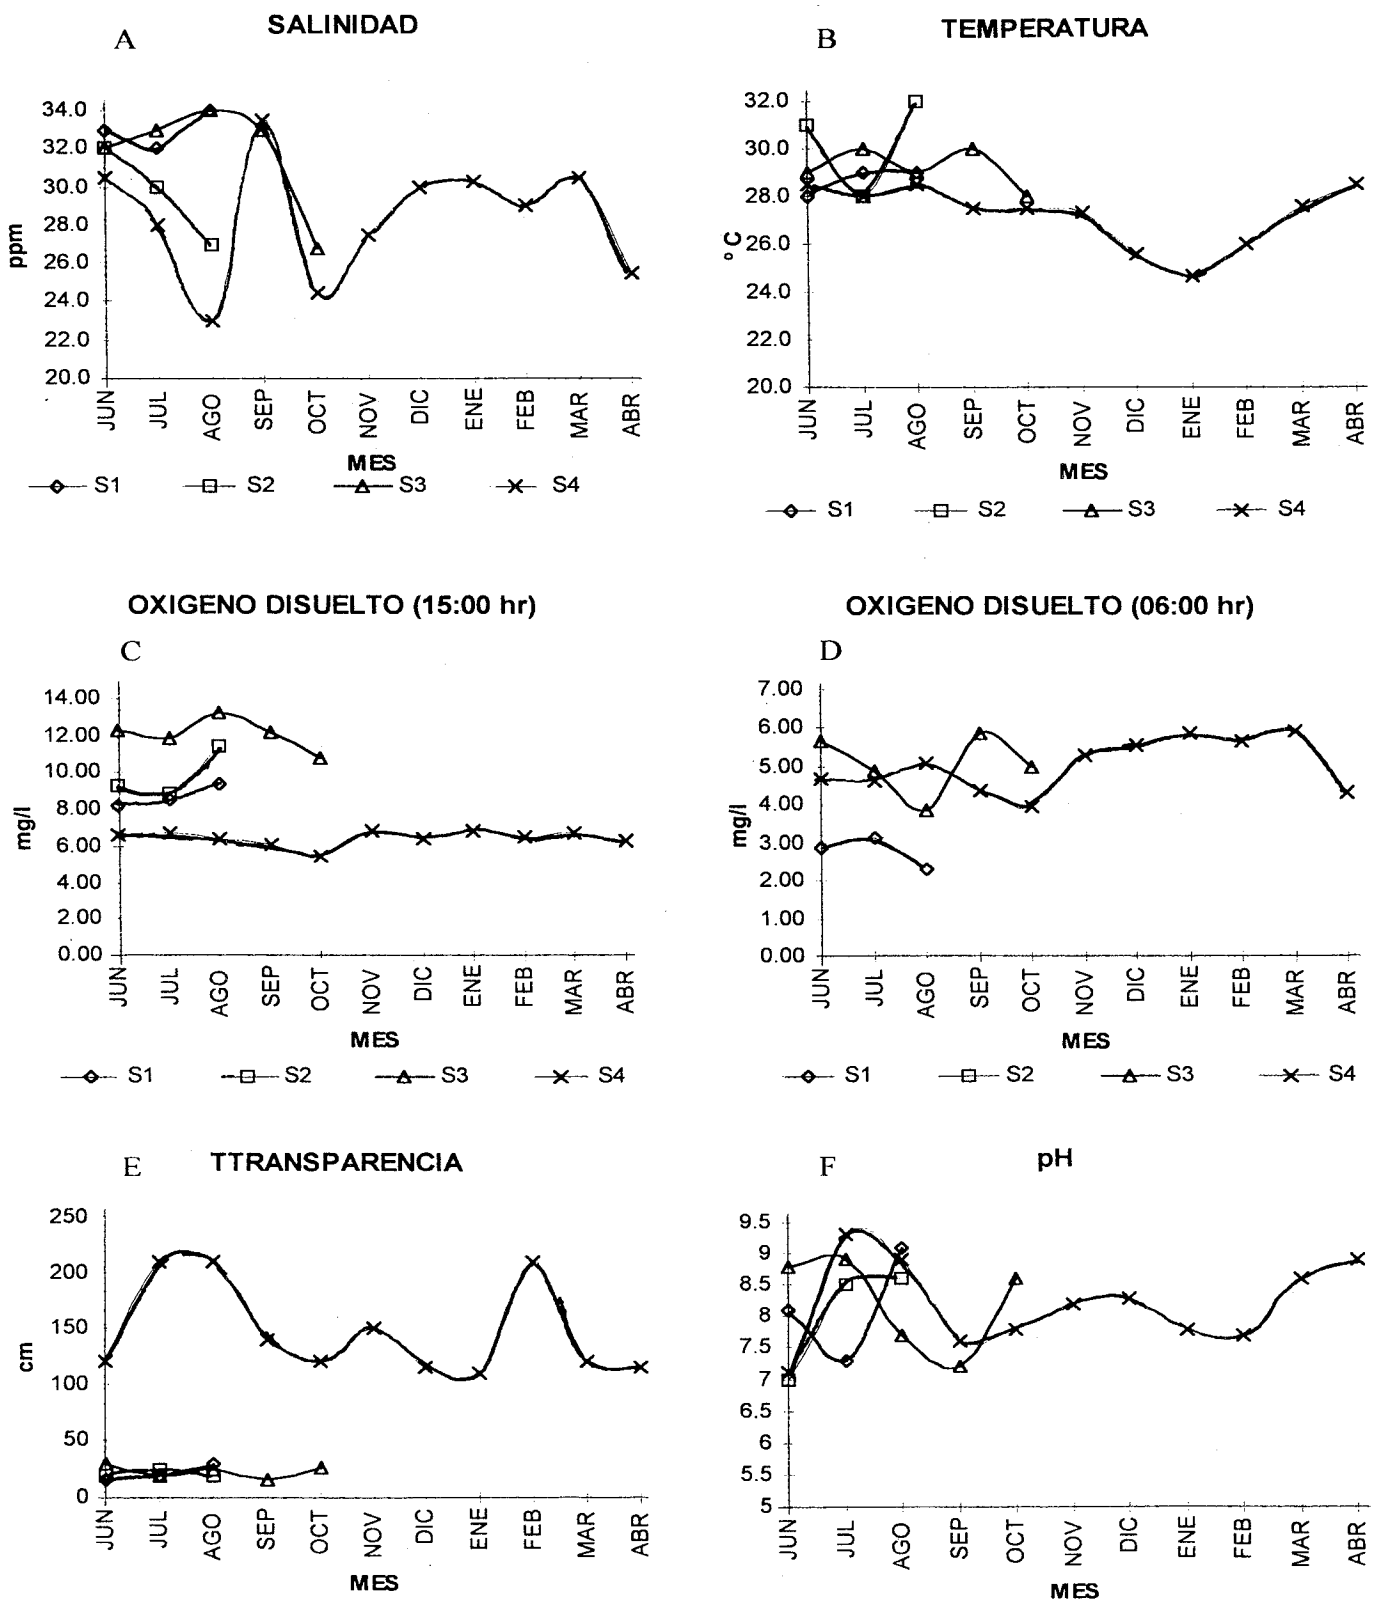 A SALINIDAD
34.0
32.0
30.0
28.0
26.0
24.0
22.0
20.0
ppm
JUN JUL AGO SEP OCT NOV DIC ENE FEB MAR ABR
MES
S1 S2 S3 S4
B TEMPERATURA
32.0
30.0
28.0
26.0
24.0
22.0
20.0
° C
JUN JUL AGO SEP OCT NOV DIC ENE FEB MAR ABR
MES
S1 S2 S3 S4
OXIGENO DISUELTO (15:00 hr)
C
14.00
12.00
10.00
8.00
6.00
4.00
2.00
0.00
mg/l
JUN JUL AGO SEP OCT NOV DIC ENE FEB MAR ABR
MES
S1 S2 S3 S4
OXIGENO DISUELTO (06:00 hr)
D
7.00
6.00
5.00
4.00
3.00
2.00
1.00
0.00
mg/l
JUN JUL AGO SEP OCT NOV DIC ENE FEB MAR ABR
MES
S1 S2 S3 S4
E TTRANSPARENCIA
250
200
150
100
50
0
cm
JUN JUL AGO SEP OCT NOV DIC ENE FEB MAR ABR
MES
F pH
9.5
9
8.5
8
7.5
7
6.5
6
5.5
5
JUN JUL AGO SEP OCT NOV DIC ENE FEB MAR ABR
MES